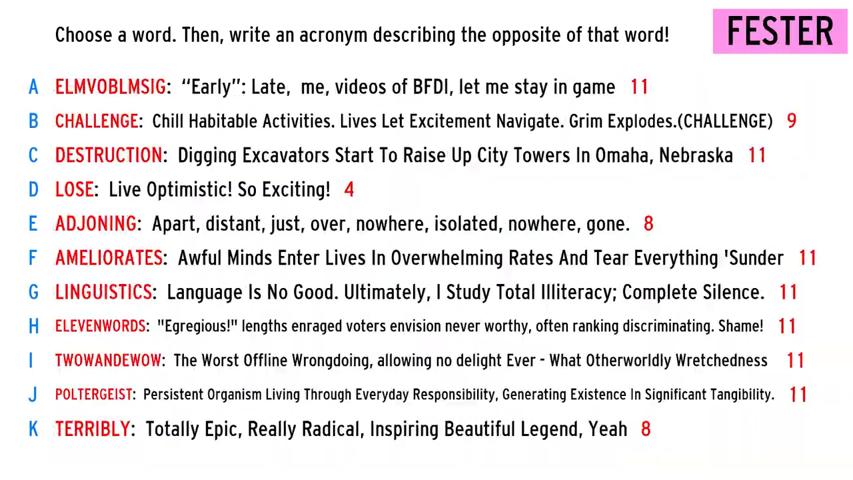 Choose a word. Then, write an acronym describing the opposite of that word!
FESTER
A ELMVOBLMSIG: “Early”: Late, me, videos of BFDI, let me stay in game 11
B CHALLENGE: Chill Habitable Activities. Lives Let Excitement Navigate. Grim Explodes.(CHALLENGE) 9
C DESTRUCTION: Digging Excavators Start To Raise Up City Towers In Omaha, Nebraska 11
D LOSE: Live Optimistic! So Exciting! 4
E ADJONING: Apart, distant, just, over, nowhere, isolated, nowhere, gone. 8
F AMELIORATES: Awful Minds Enter Lives In Overwhelming Rates And Tear Everything 'Sunder 11
G LINGUISTICS: Language Is No Good. Ultimately, I Study Total Illiteracy; Complete Silence. 11
H ELEVENWORDS: "Egregious!" lengths enraged voters envision never worthy, often ranking discriminating. Shame! 11
I TWOWANDEWOW: The Worst Offline Wrongdoing, allowing no delight Ever - What Otherworldly Wretchedness 11
J POLTERGEIST: Persistent Organism Living Through Everyday Responsibility, Generating Existence In Significant Tangibility. 11
K TERRIBLY: Totally Epic, Really Radical, Inspiring Beautiful Legend, Yeah 8